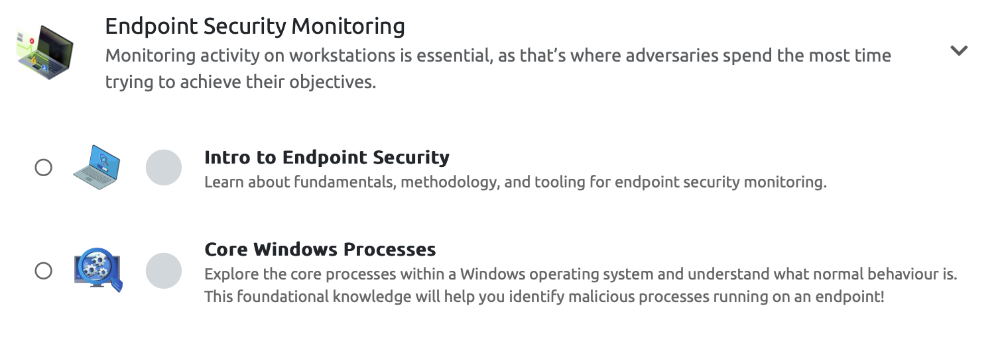 Endpoint Security Monitoring
Monitoring activity on workstations is essential, as that’s where adversaries spend the most time
trying to achieve their objectives.
Intro to Endpoint Security
Learn about fundamentals, methodology, and tooling for endpoint security monitoring.
Core Windows Processes
Explore the core processes within a Windows operating system and understand what normal behaviour is.
This foundational knowledge will help you identify malicious processes running on an endpoint!